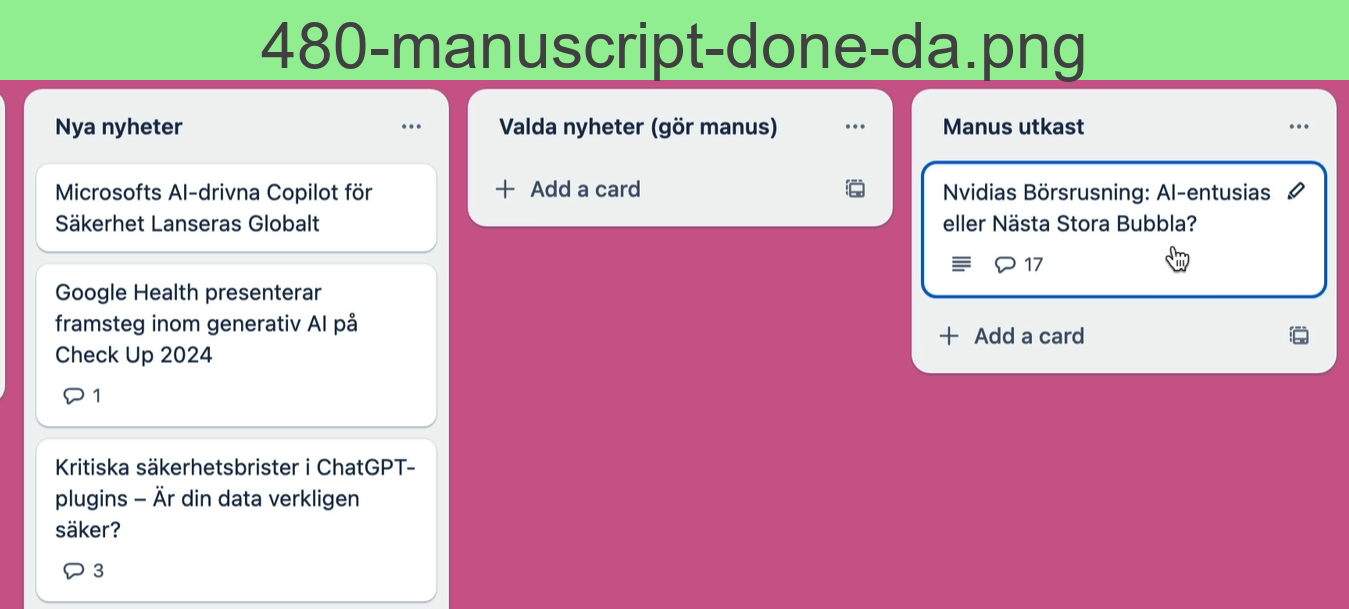 480-manuscript-done-da.png
Nya nyheter
Microsofts AI-drivna Copilot för
Säkerhet Lanseras Globalt
Google Health presenterar
framsteg inom generativ AI på
Check Up 2024
1
Kritiska säkerhetsbrister i ChatGPT-
plugins – Är din data verkligen
säker?
3
Valda nyheter (gör manus)
Add a card
Manus utkast
Nvidias Börsrusning: AI-entusias
eller Nästa Stora Bubbla?
17
Add a card